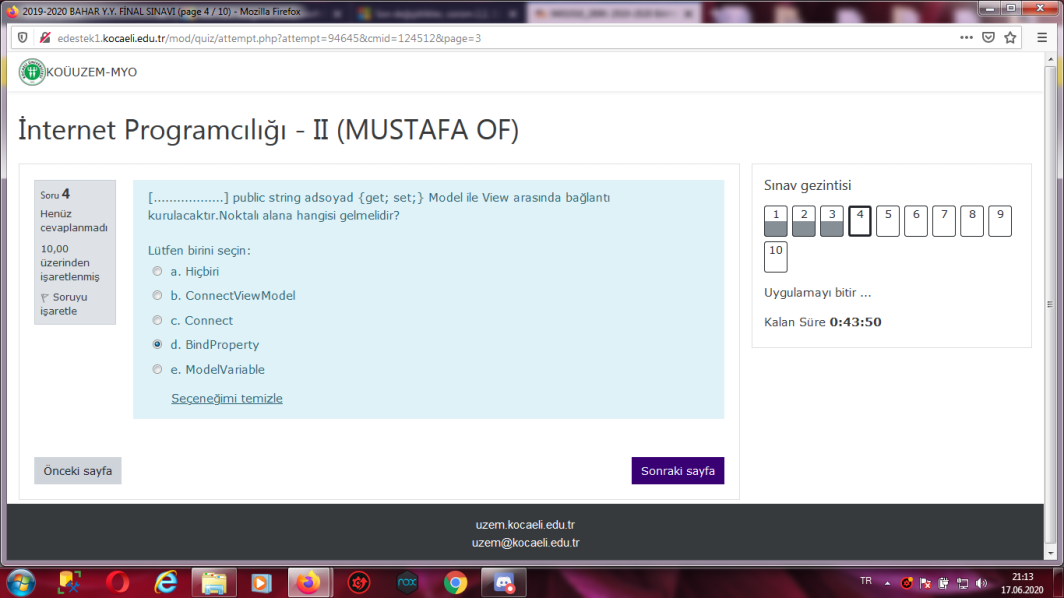 2019-2020 BAHAR Y.Y. FİNAL SINAVI (page 4 / 10) - Mozilla Firefox
edestek1.kocaeli.edu.tr/mod/quiz/attempt.php?attempt=94645&cmid=124512&page=3
KOÜUZEM-MYO
İnternet Programcılığı - II (MUSTAFA OF)
Soru 4
Henüz
cevaplanmadı
10,00
üzerinden
işaretlenmiş
Soruyu
işaretle
[..................] public string adsoyad {get; set;} Model ile View arasında bağlantı
kurulacaktır.Noktalı alana hangisi gelmelidir?
Lütfen birini seçin:
a. Hiçbiri
b. ConnectViewModel
c. Connect
d. BindProperty
e. ModelVariable
Seçeneğimi temizle
Önceki sayfa
Sonraki sayfa
Sınav gezintisi
1 2 3 4 5 6 7 8 9
10
Uygulamayı bitir ...
Kalan Süre 0:43:50
uzem.kocaeli.edu.tr
uzem@kocaeli.edu.tr
nox
TR
21:13
17.06.2020